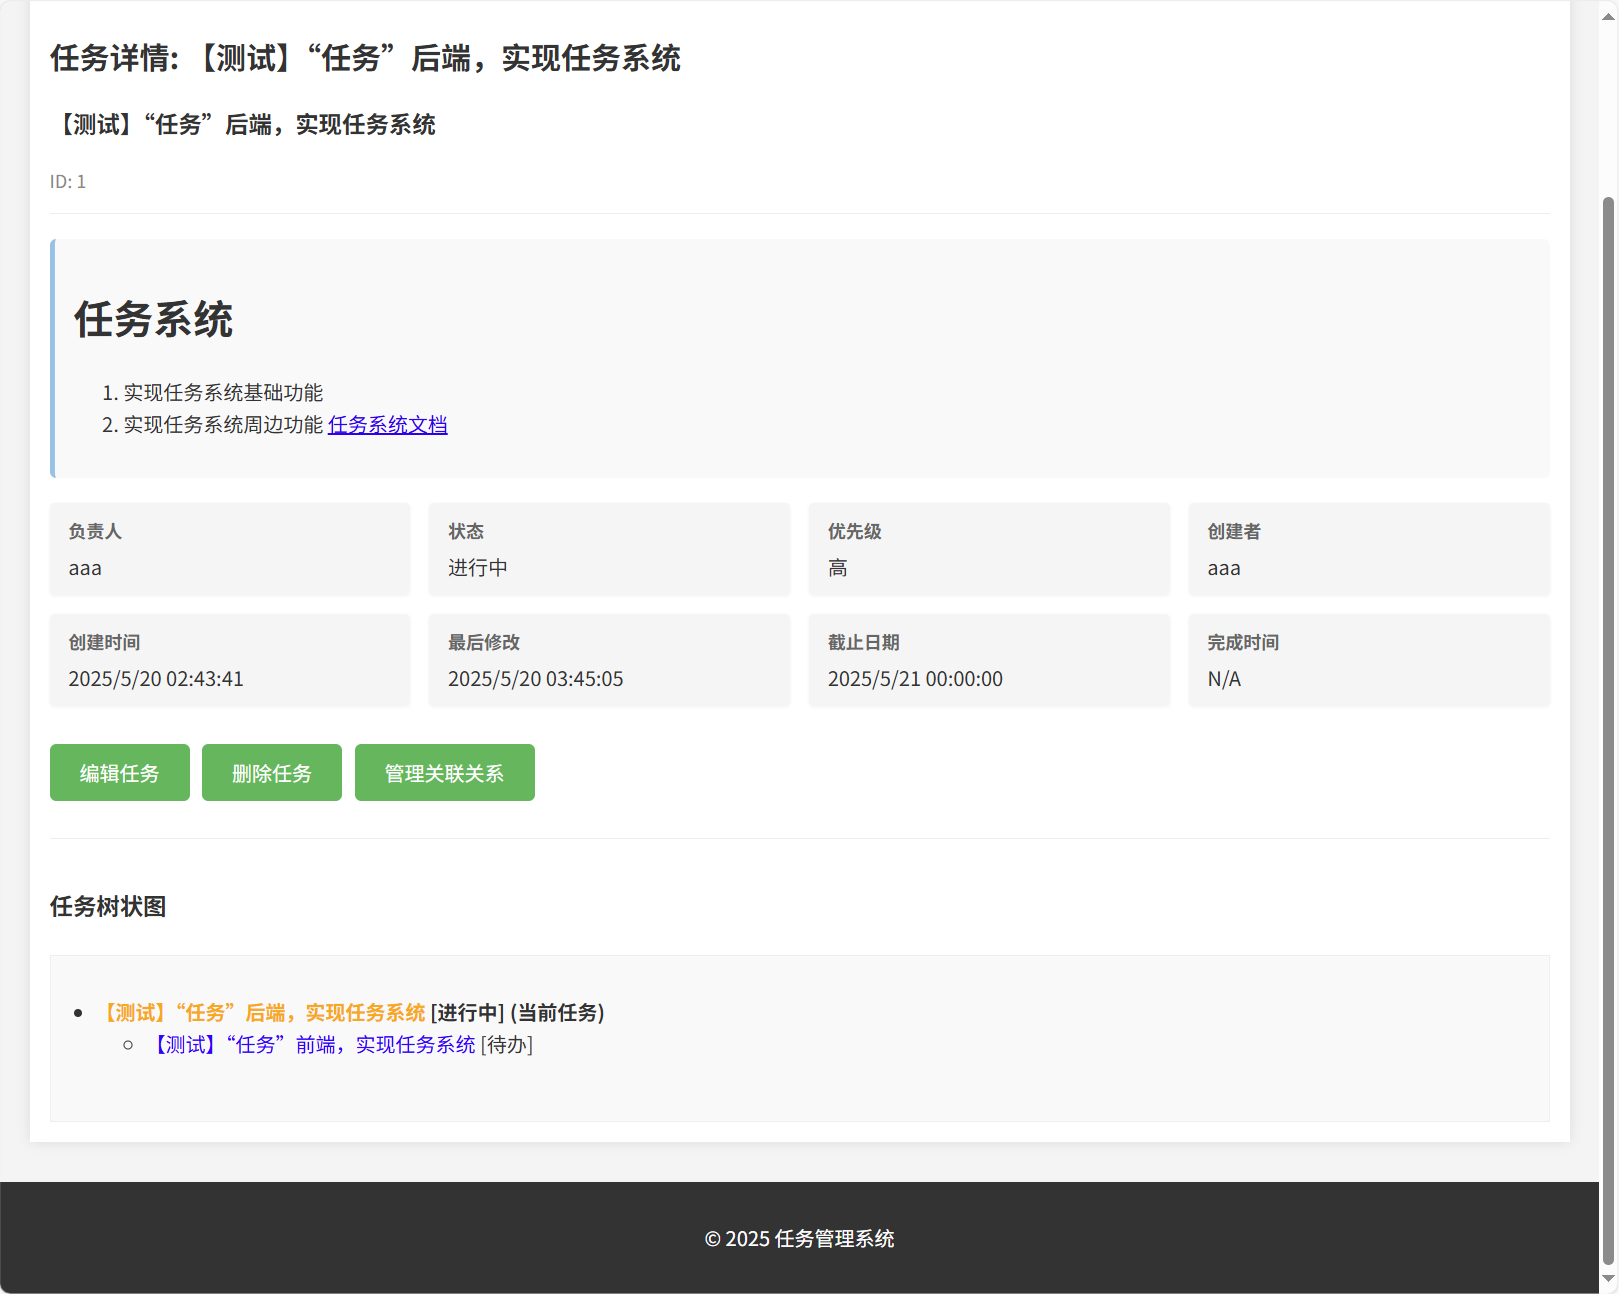 任务详情: 【测试】“任务”后端，实现任务系统
【测试】“任务”后端，实现任务系统
ID: 1
任务系统
1. 实现任务系统基础功能
2. 实现任务系统周边功能 任务系统文档
负责人
aaa
状态
进行中
优先级
高
创建者
aaa
创建时间
2025/5/20 02:43:41
最后修改
2025/5/20 03:45:05
截止日期
2025/5/21 00:00:00
完成时间
N/A
编辑任务
删除任务
管理关联关系
任务树状图
【测试】“任务”后端，实现任务系统 [进行中] (当前任务)
【测试】“任务”前端，实现任务系统 [待办]
© 2025 任务管理系统